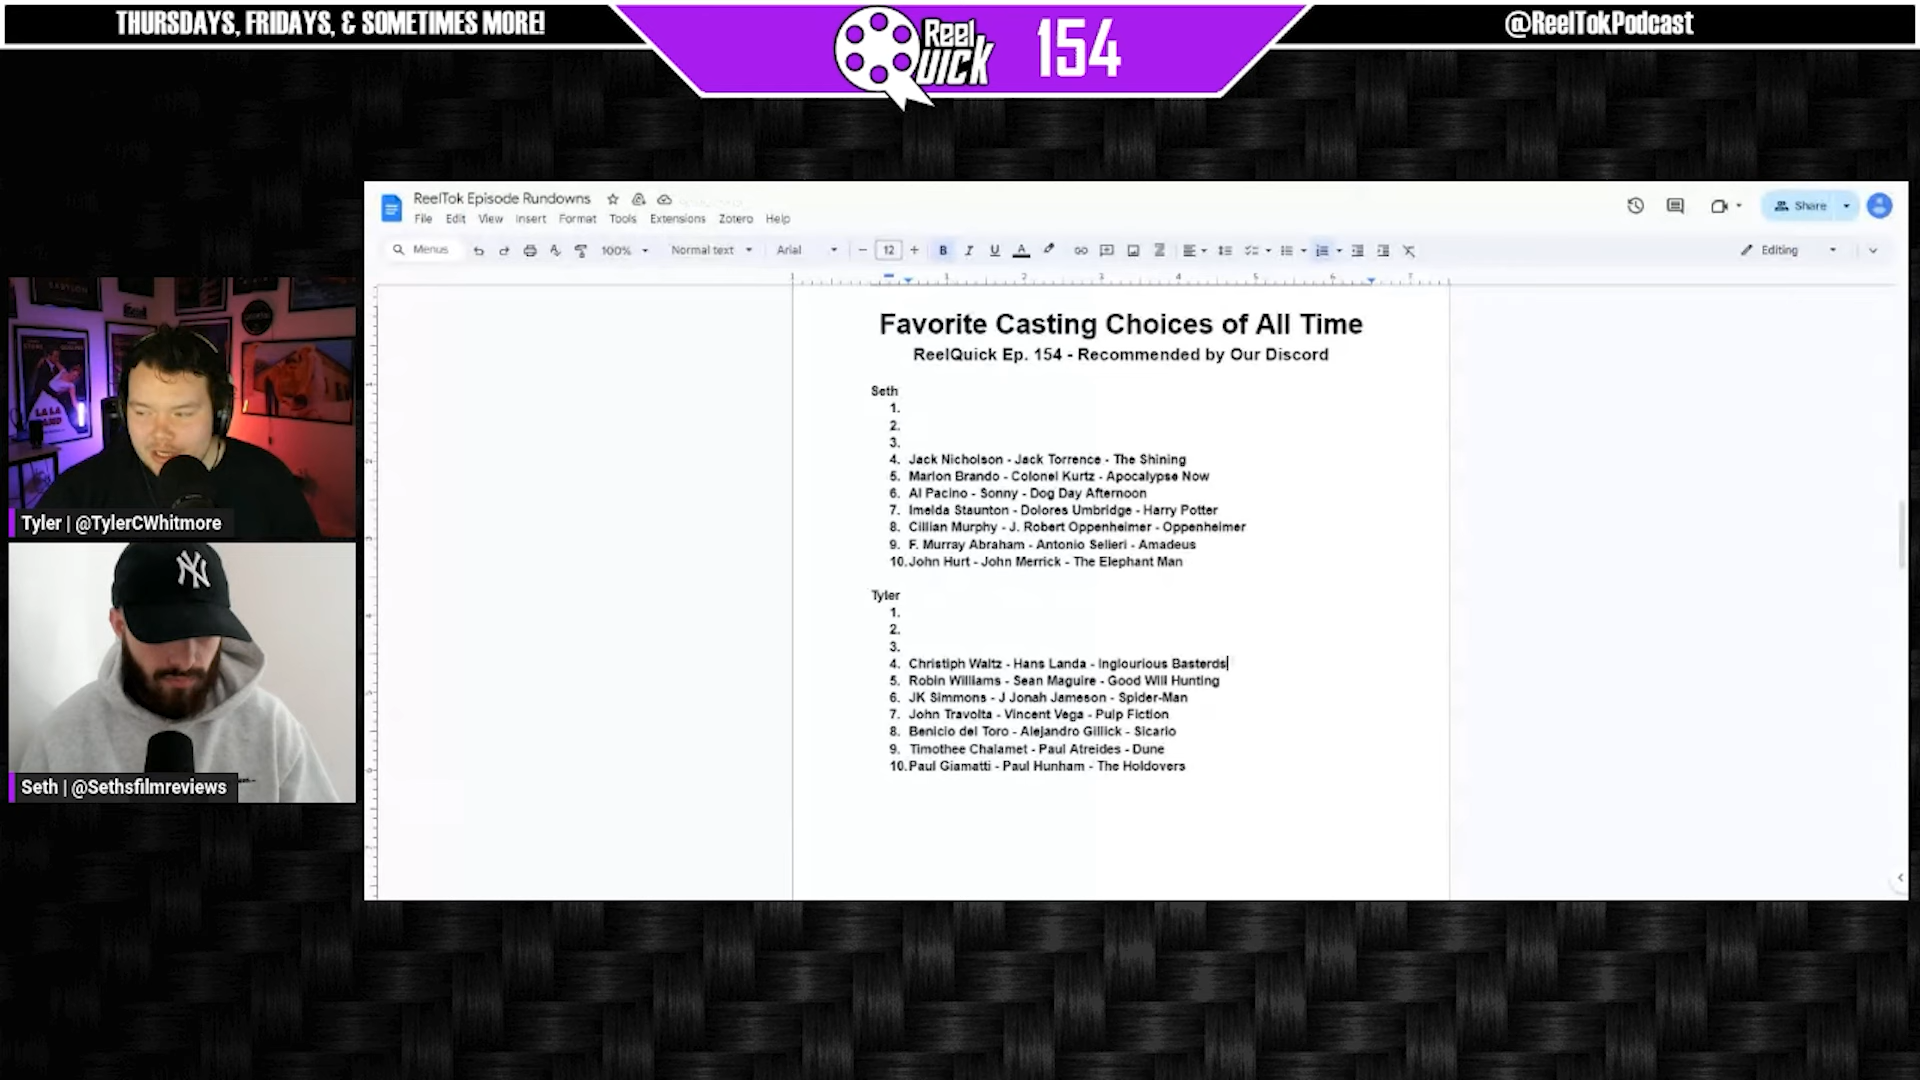 THURSDAYS, FRIDAYS, & SOMETIMES MORE!
Reel
QUICK
154
@ReelTokPodcast
ReelTok Episode Rundowns
File Edit View Insert Format Tools Extensions Zotero Help
Share
Menus
100%
Normal text
Arial
12
B
I
U
A
Editing
Favorite Casting Choices of All Time
ReelQuick Ep. 154 - Recommended by Our Discord
Seth
1.
2.
3.
4. Jack Nicholson - Jack Torrence - The Shining
5. Marlon Brando - Colonel Kurtz - Apocalypse Now
6. Al Pacino - Sonny - Dog Day Afternoon
7. Imelda Staunton - Dolores Umbridge - Harry Potter
8. Cillian Murphy - J. Robert Oppenheimer - Oppenheimer
9. F. Murray Abraham - Antonio Selieri - Amadeus
10. John Hurt - John Merrick - The Elephant Man
Tyler
1.
2.
3.
4. Christiph Waltz - Hans Landa - Inglourious Basterds
5. Robin Williams - Sean Maguire - Good Will Hunting
6. JK Simmons - J Jonah Jameson - Spider-Man
7. John Travolta - Vincent Vega - Pulp Fiction
8. Benicio del Toro - Alejandro Gillick - Sicario
9. Timothee Chalamet - Paul Atreides - Dune
10. Paul Giamatti - Paul Hunham - The Holdovers
BABYLON
LA LA
LAND
Tyler | @TylerCWhitmore
NY
Seth | @Sethsfilmreviews